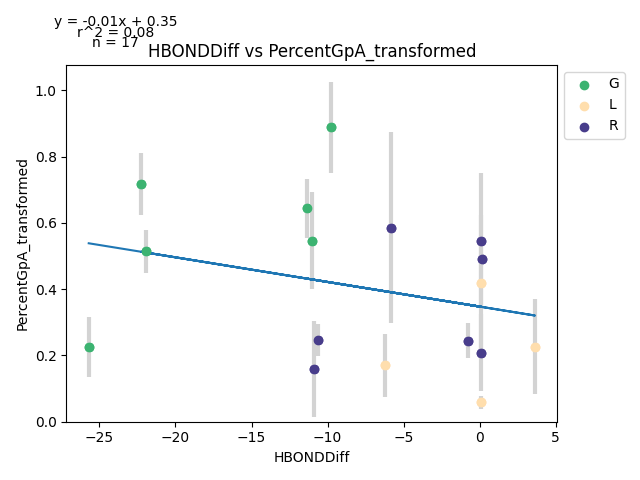 y = -0.01x + 0.35
r^2 = 0.08
n = 17
HBONDDiff vs PercentGpA_transformed
G
L
R
PercentGpA_transformed
1.0
0.8
0.6
0.4
0.2
0.0
−25
−20
−15
−10
−5
0
5
HBONDDiff